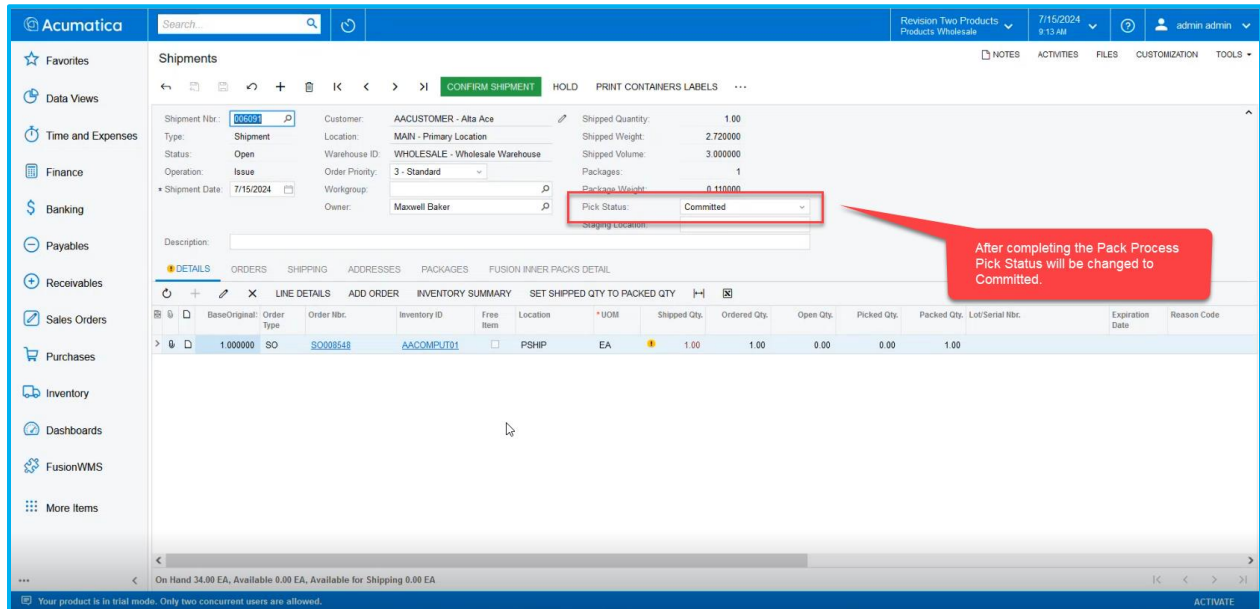 Acumatica
Search...
Revision Two Products
Products Wholesale
7/15/2024
9:13 AM
admin admin
Favorites
Data Views
Time and Expenses
Finance
Banking
Payables
Receivables
Sales Orders
Purchases
Inventory
Dashboards
FusionWMS
More Items
Shipments
NOTES ACTIVITIES FILES CUSTOMIZATION TOOLS
CONFIRM SHIPMENT HOLD PRINT CONTAINERS LABELS ...
Shipment Nbr.: 006091 Customer: AACUSTOMER - Alta Ace Shipped Quantity: 1.00
Type: Shipment Location: MAIN - Primary Location Shipped Weight: 2.720000
Status: Open Warehouse ID: WHOLESALE - Wholesale Warehouse Shipped Volume: 3.000000
Operation: Issue Order Priority: 3 - Standard Packages: 1
* Shipment Date: 7/15/2024 Workgroup: Package Weight: 0.110000
Owner: Maxwell Baker Pick Status: Committed
Staging Location:
Description:
After completing the Pack Process
Pick Status will be changed to
Committed.
DETAILS ORDERS SHIPPING ADDRESSES PACKAGES FUSION INNER PACKS DETAIL
LINE DETAILS ADD ORDER INVENTORY SUMMARY SET SHIPPED QTY TO PACKED QTY
BaseOriginal: Order Type Order Nbr. Inventory ID Free Item Location * UOM Shipped Qty. Ordered Qty. Open Qty. Picked Qty. Packed Qty. Lot/Serial Nbr. Expiration Date Reason Code
1.000000 SO SO008548 AACOMPUT01 PSHIP EA 1.00 1.00 0.00 0.00 1.00
On Hand 34.00 EA, Available 0.00 EA, Available for Shipping 0.00 EA
Your product is in trial mode. Only two concurrent users are allowed.
ACTIVATE